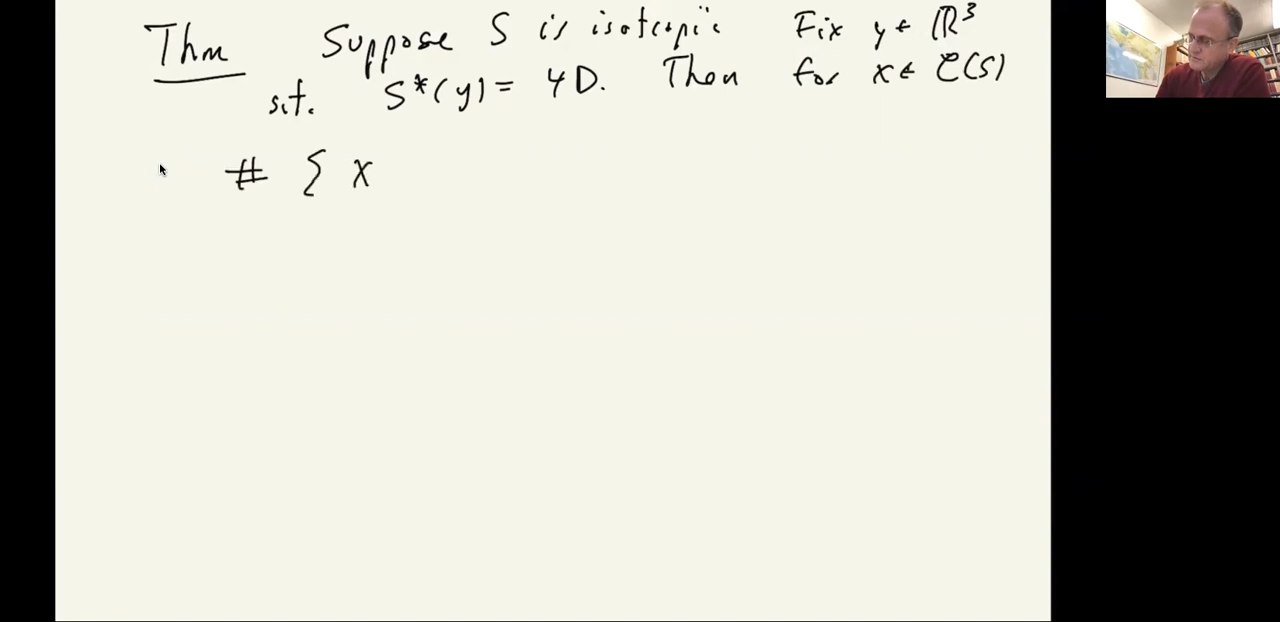 Thm Suppose S is isotropic Fix y ∈ ℝ³
s.t. S*(y) = 4D. Then for x ∈ C(S)
# { x